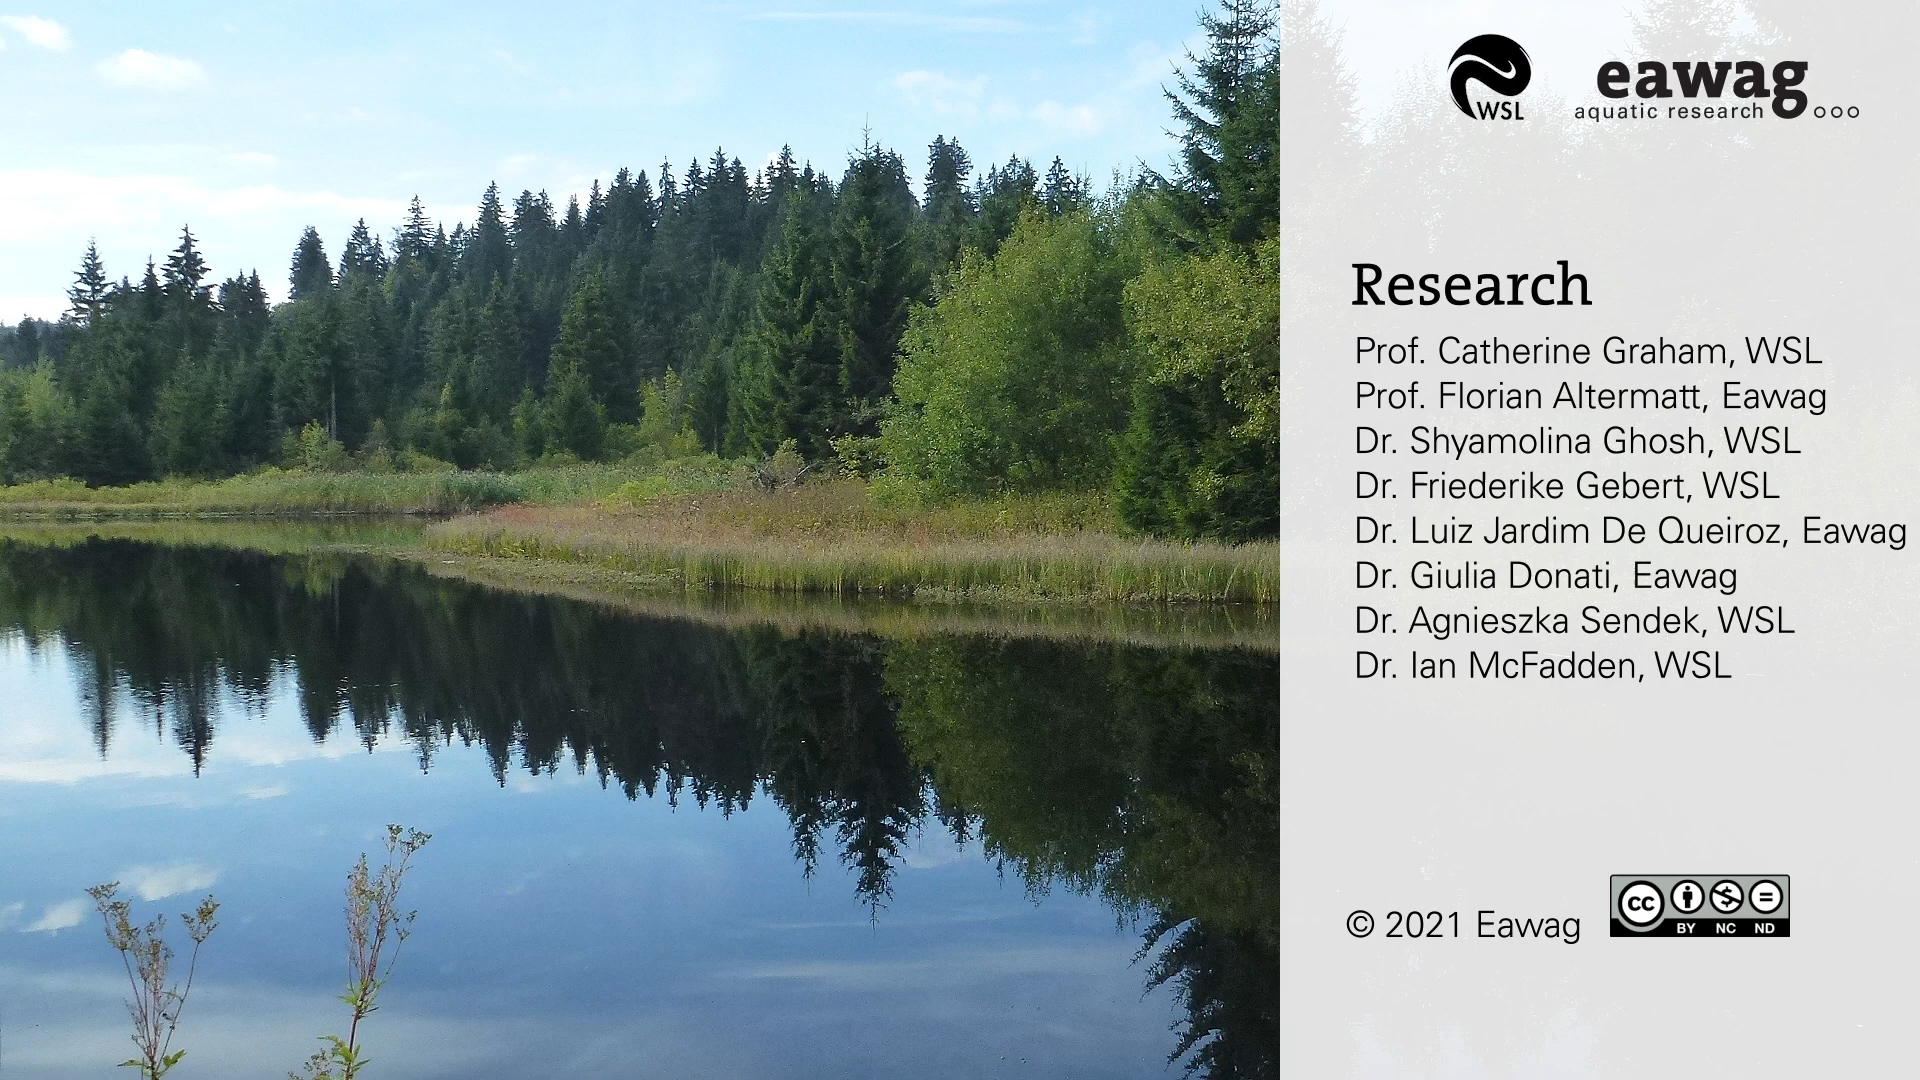 WSL
eawag
aquatic research
Research
Prof. Catherine Graham, WSL
Prof. Florian Altermatt, Eawag
Dr. Shyamolina Ghosh, WSL
Dr. Friederike Gebert, WSL
Dr. Luiz Jardim De Queiroz, Eawag
Dr. Giulia Donati, Eawag
Dr. Agnieszka Sendek, WSL
Dr. Ian McFadden, WSL
© 2021 Eawag
cc
BY NC ND